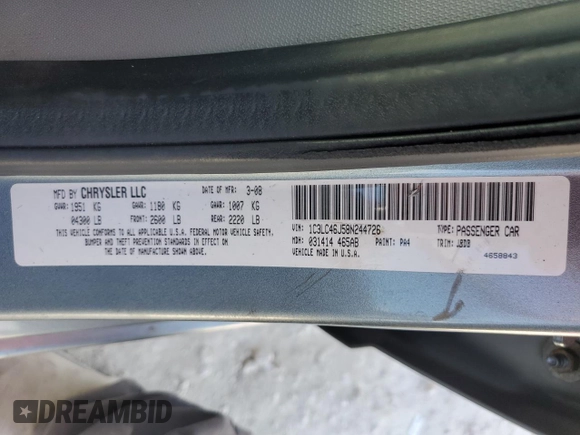 MFD BY CHRYSLER LLC DATE OF MFR: 3-08
GVWR: 1951 KG GAWR: 1180 KG GAWR: 1007 KG
04300 LB FRONT: 2600 LB REAR: 2220 LB
THIS VEHICLE CONFORMS TO ALL APPLICABLE U.S.A. FEDERAL MOTOR VEHICLE SAFETY,
BUMPER AND THEFT PREVENTION STANDARDS IN EFFECT ON
THE DATE OF MANUFACTURE SHOWN ABOVE.
VIN: 1C3LC46J58N244726 TYPE: PASSENGER CAR
MDH: 031414 465AB PAINT: PA4 TRIM: J8D8
VEHICLE MADE IN U.S.A. 4658843
DREAMBID